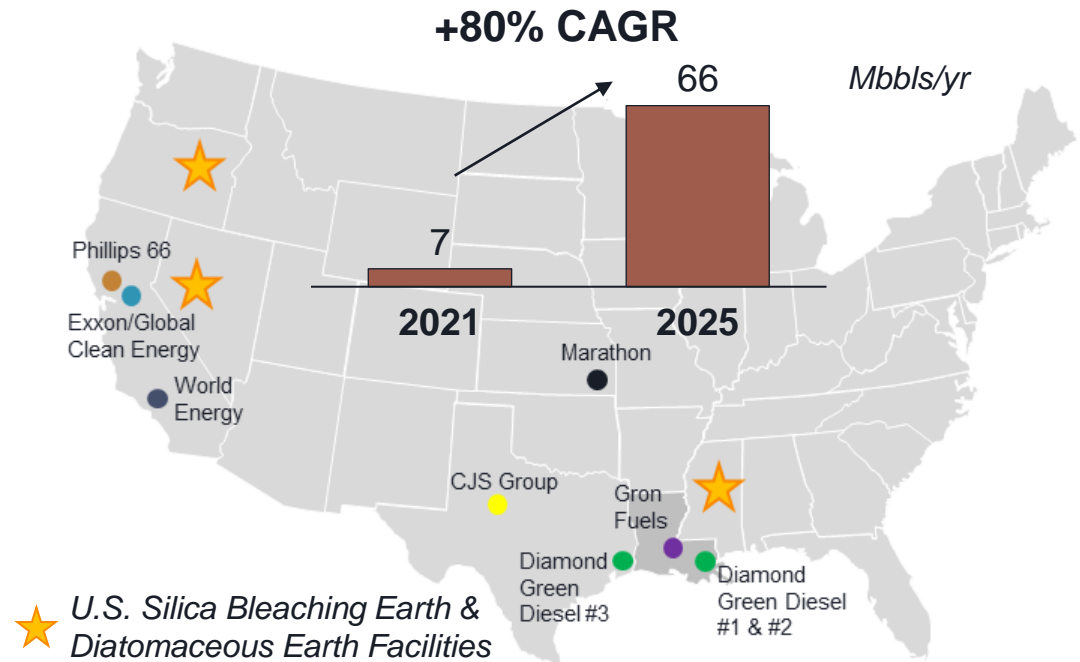 +80% CAGR
66
Mbbls/yr
7
2021
2025
Phillips 66
Exxon/Global
Clean Energy
World
Energy
Marathon
CJS Group
Gron
Fuels
Diamond
Green
Diesel #3
Diamond
Green Diesel
#1 & #2
U.S. Silica Bleaching Earth &
Diatomaceous Earth Facilities